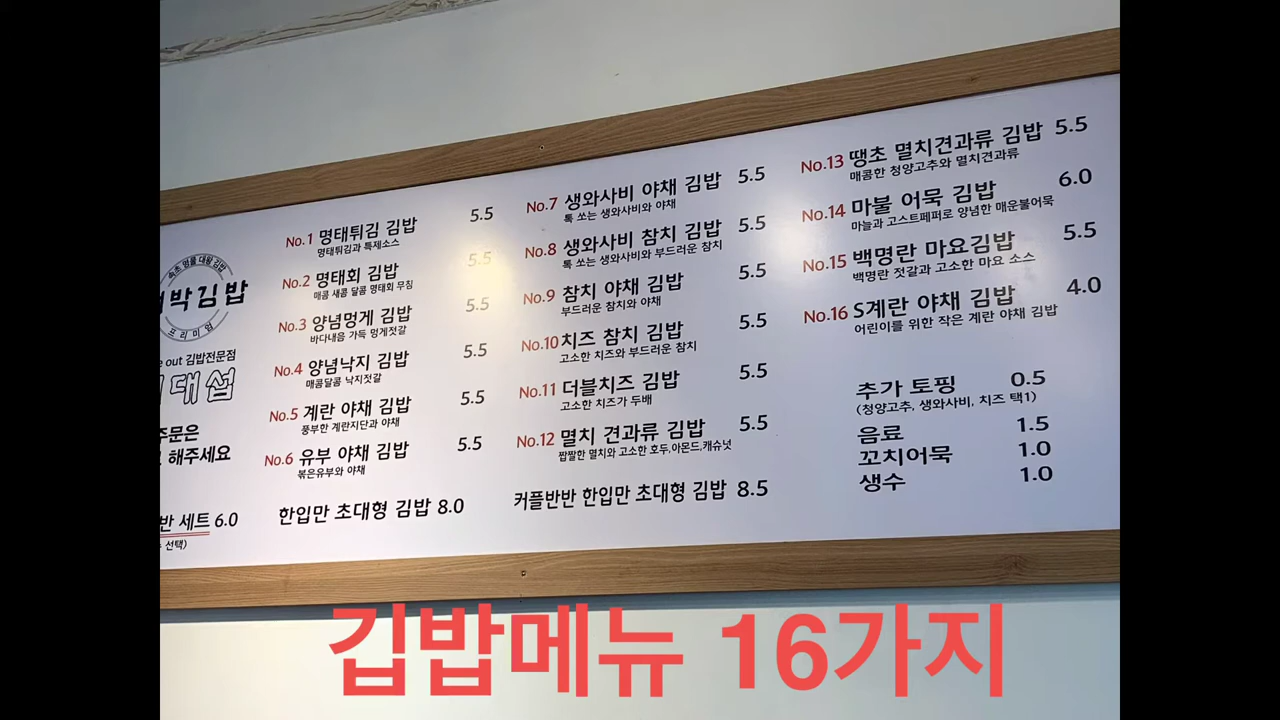 속초 명물 대왕 김밥
박김밥
프리미엄
out 김밥전문점
대섭
주문은
해주세요
반 세트 6.0
선택)
No.1 명태튀김 김밥 5.5
명태튀김과 특제소스
No.2 명태회 김밥 5.5
매콤 새콤 달콤 명태회 무침
No.3 양념멍게 김밥 5.5
바다내음 가득 멍게젓갈
No.4 양념낙지 김밥 5.5
매콤달콤 낙지젓갈
No.5 계란 야채 김밥 5.5
풍부한 계란지단과 야채
No.6 유부 야채 김밥 5.5
볶은유부와 야채
한입만 초대형 김밥 8.0
No.7 생와사비 야채 김밥 5.5
톡 쏘는 생와사비와 야채
No.8 생와사비 참치 김밥 5.5
톡 쏘는 생와사비와 부드러운 참치
No.9 참치 야채 김밥 5.5
부드러운 참치와 야채
No.10 치즈 참치 김밥 5.5
고소한 치즈와 부드러운 참치
No.11 더블치즈 김밥 5.5
고소한 치즈가 두배
No.12 멸치 견과류 김밥 5.5
짭짤한 멸치와 고소한 호두,아몬드,캐슈넛
커플반반 한입만 초대형 김밥 8.5
No.13 땡초 멸치견과류 김밥 5.5
매콤한 청양고추와 멸치견과류
No.14 마불 어묵 김밥 6.0
마늘과 고스트페퍼로 양념한 매운불어묵
No.15 백명란 마요김밥 5.5
백명란 젓갈과 고소한 마요 소스
No.16 S계란 야채 김밥 4.0
어린이를 위한 작은 계란 야채 김밥
추가 토핑 0.5
(청양고추, 생와사비, 치즈 택1)
음료 1.5
꼬치어묵 1.0
생수 1.0
김밥메뉴 16가지